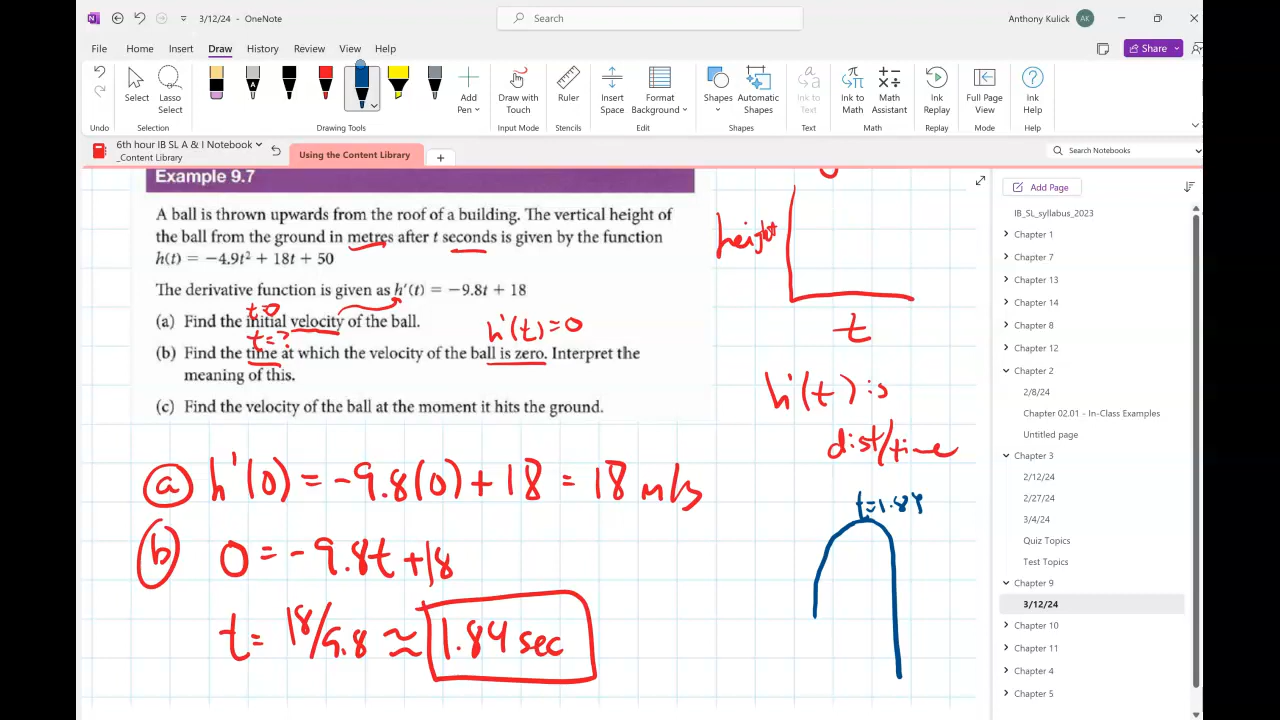 3/12/24 - OneNote
Search
Anthony Kulick
AK
File Home Insert Draw History Review View Help
Share
Undo
Select
Lasso Select
Add Pen
Draw with Touch
Ruler
Insert Space
Format Background
Shapes
Automatic Shapes
Ink to Text
Ink to Math
Math Assistant
Ink Replay
Full Page View
Ink Help
Undo Selection Drawing Tools Input Mode Stencils Edit Shapes Text Math Replay Mode Help
6th hour IB SL A & I Notebook
_Content Library
Using the Content Library
Search Notebooks
Example 9.7
A ball is thrown upwards from the roof of a building. The vertical height of
the ball from the ground in metres after t seconds is given by the function
h(t) = −4.9t² + 18t + 50
The derivative function is given as h'(t) = −9.8t + 18
t=0
(a) Find the initial velocity of the ball.
t=?
h'(t)=0
(b) Find the time at which the velocity of the ball is zero. Interpret the
meaning of this.
(c) Find the velocity of the ball at the moment it hits the ground.
height
t
h'(t) is
dist/time
t=1.84
a h'(0) = -9.8(0) + 18 = 18 m/s
b 0 = -9.8t + 18
t = 18/9.8 ≈ 1.84 sec
Add Page
IB_SL_syllabus_2023
Chapter 1
Chapter 7
Chapter 13
Chapter 14
Chapter 8
Chapter 12
Chapter 2
2/8/24
Chapter 02.01 - In-Class Examples
Untitled page
Chapter 3
2/12/24
2/27/24
3/4/24
Quiz Topics
Test Topics
Chapter 9
3/12/24
Chapter 10
Chapter 11
Chapter 4
Chapter 5